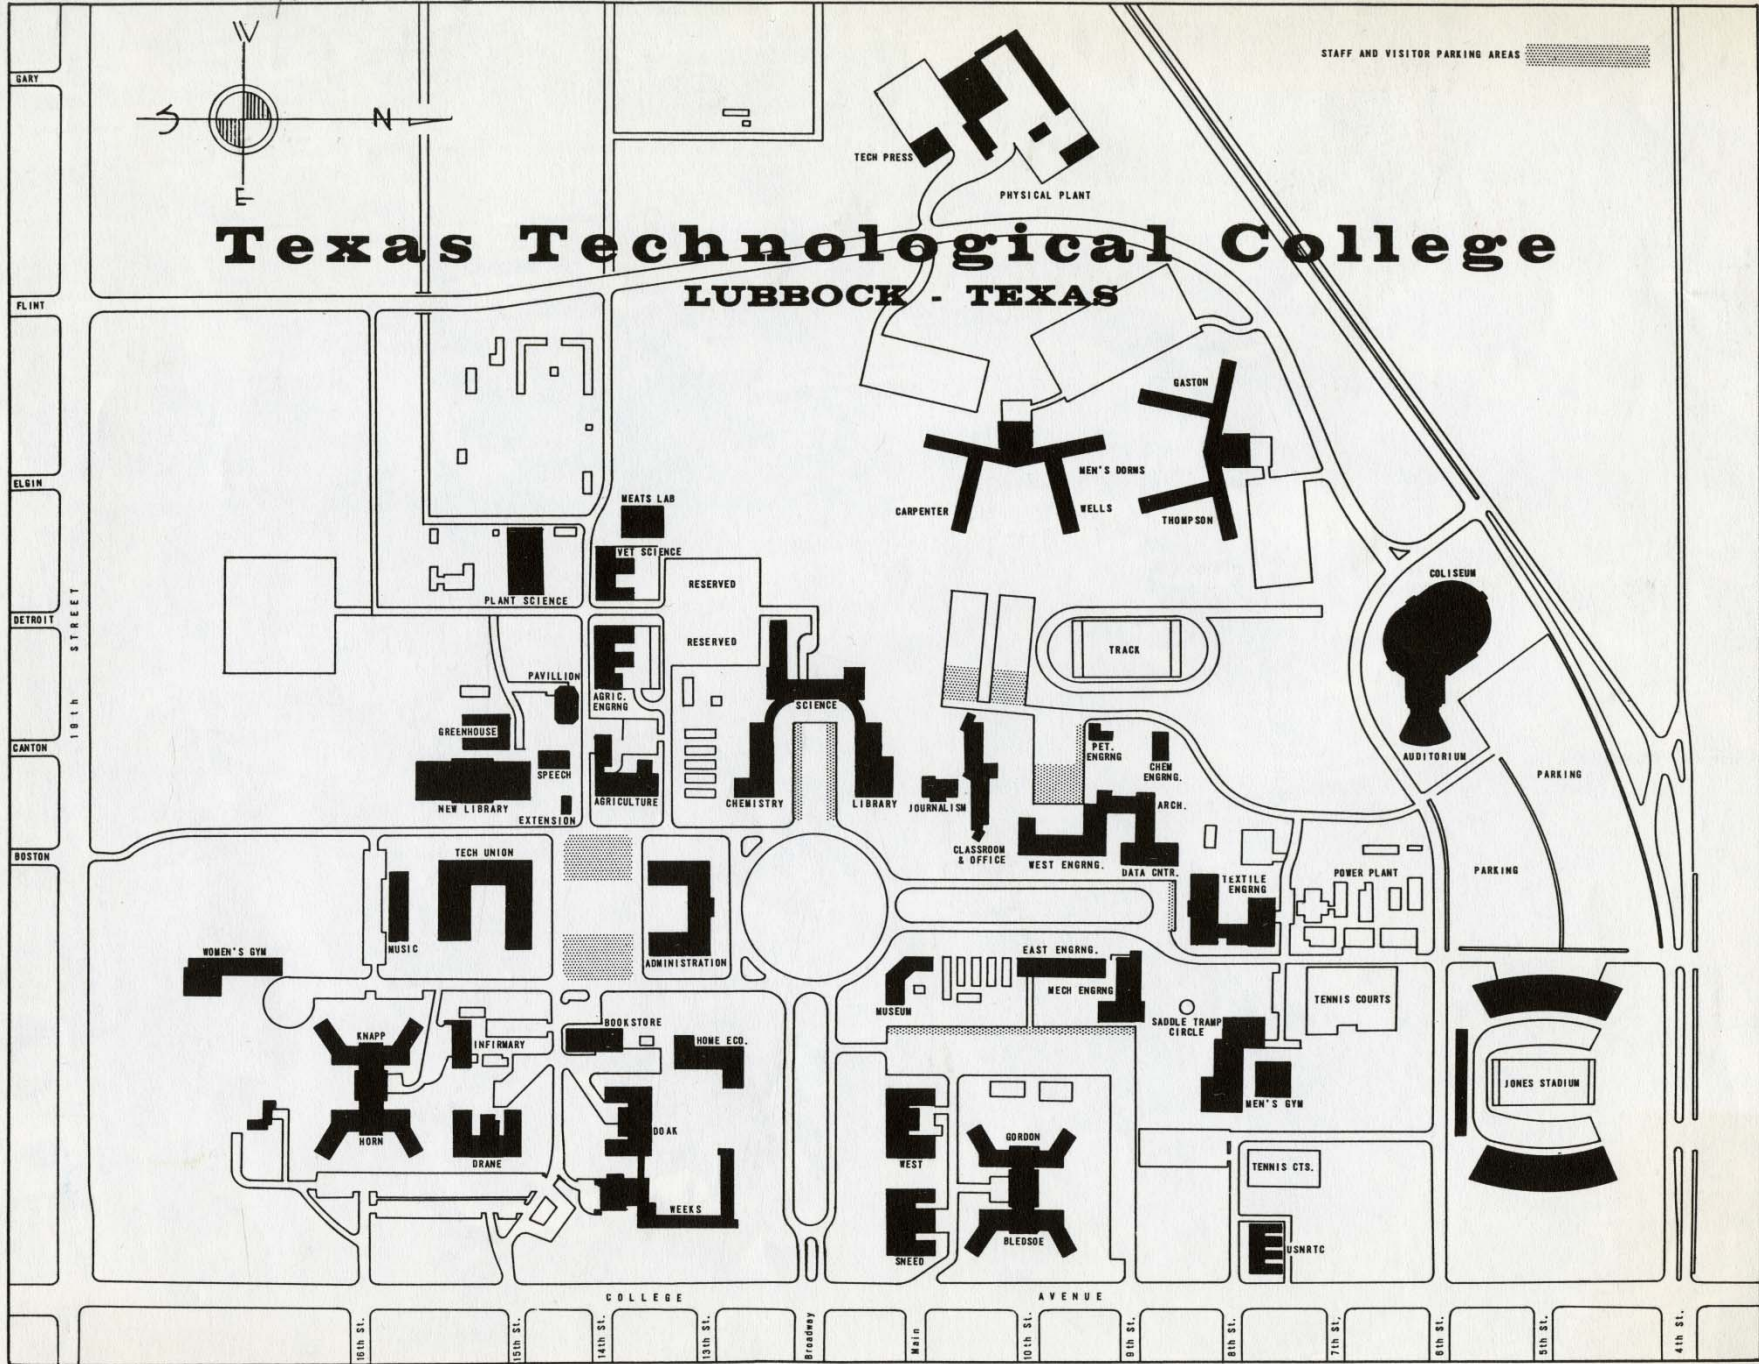 W
STAFF AND VISITOR PARKING AREAS
GARY
S
N
E
TECH PRESS
PHYSICAL PLANT
Texas Technological College
LUBBOCK - TEXAS
FLINT
GASTON
MEN'S DORMS
ELGIN
MEATS LAB
CARPENTER
WELLS
THOMPSON
VET SCIENCE
COLISEUM
RESERVED
PLANT SCIENCE
DETROIT
19th STREET
RESERVED
TRACK
PAVILLION
AGRIC.
ENGRNG
SCIENCE
GREENHOUSE
CANTON
PET.
ENGRNG
CHEM
ENGRNG.
AUDITORIUM
PARKING
SPEECH
NEW LIBRARY
AGRICULTURE
CHEMISTRY
LIBRARY
JOURNALISM
ARCH.
EXTENSION
BOSTON
TECH UNION
CLASSROOM
& OFFICE
WEST ENGRNG.
DATA CNTR.
TEXTILE
ENGRNG
POWER PLANT
PARKING
WOMEN'S GYM
MUSIC
ADMINISTRATION
EAST ENGRNG.
MECH ENGRNG
TENNIS COURTS
MUSEUM
SADDLE TRAMP
CIRCLE
BOOKSTORE
KNAPP
INFIRMARY
HOME ECO.
JONES STADIUM
MEN'S GYM
DOAK
HORN
GORDON
DRANE
WEST
TENNIS CTS.
WEEKS
BLEDSOE
USNRTC
SNEED
COLLEGE AVENUE
16th St.
15th St.
14th St.
13th St.
Broadway
Main
10th St.
9th St.
8th St.
7th St.
6th St.
5th St.
4th St.